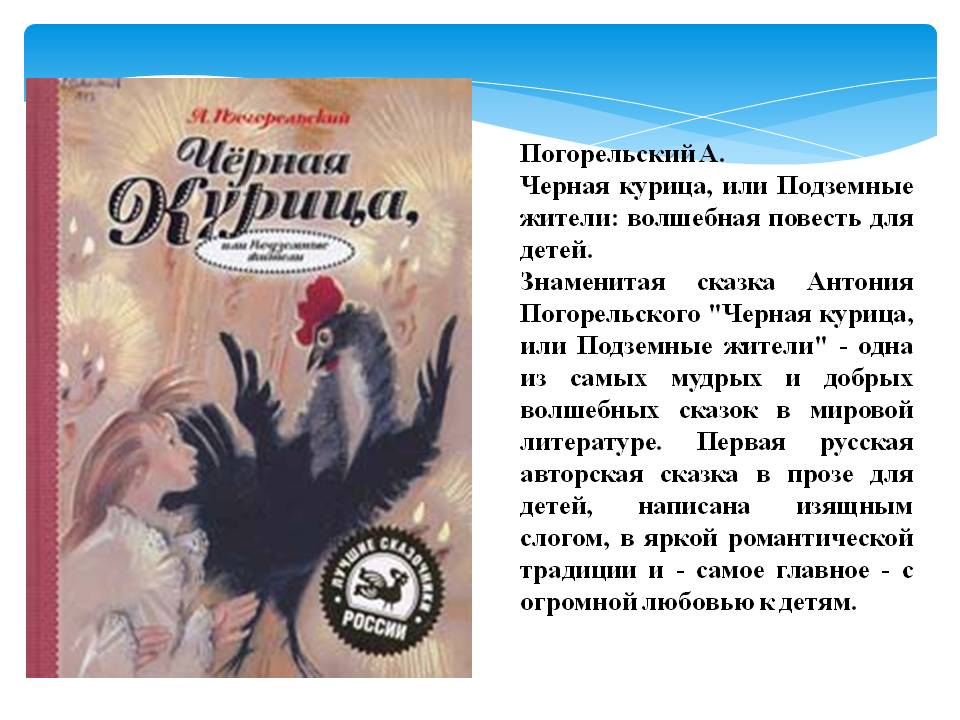 А. Погорельский
Чёрная
Курица,
или Подземные
жители
ЛУЧШИЕ СКАЗОЧНИКИ
РОССИИ
Погорельский А.
Черная курица, или Подземные
жители: волшебная повесть для
детей.
Знаменитая сказка Антония
Погорельского "Черная курица,
или Подземные жители" - одна
из самых мудрых и добрых
волшебных сказок в мировой
литературе. Первая русская
авторская сказка в прозе для
детей, написана изящным
слогом, в яркой романтической
традиции и - самое главное - с
огромной любовью к детям.